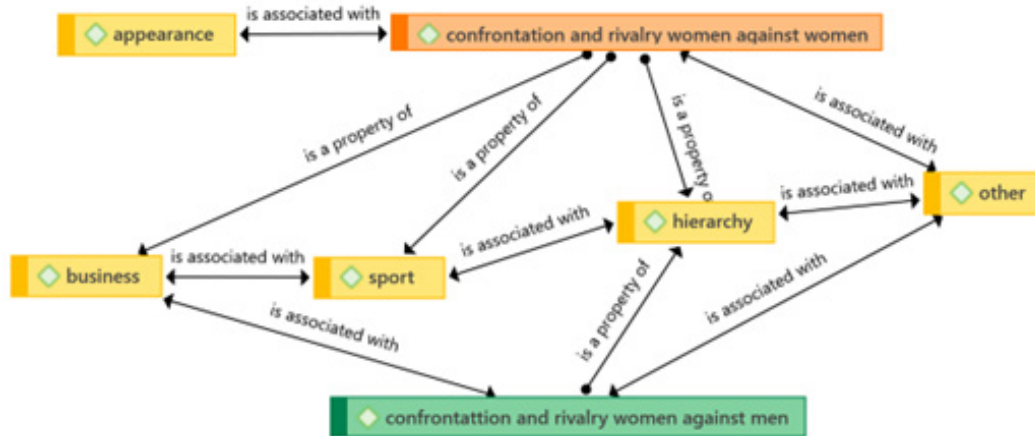 is associated with
appearance
confrontation and rivalry women against women
is a property of
is a property of
is a property of
is associated with
is associated with
other
hierarchy
is associated with
is associated with
business
sport
is associated with
is a property of
is associated with
confrontattion and rivalry women against men